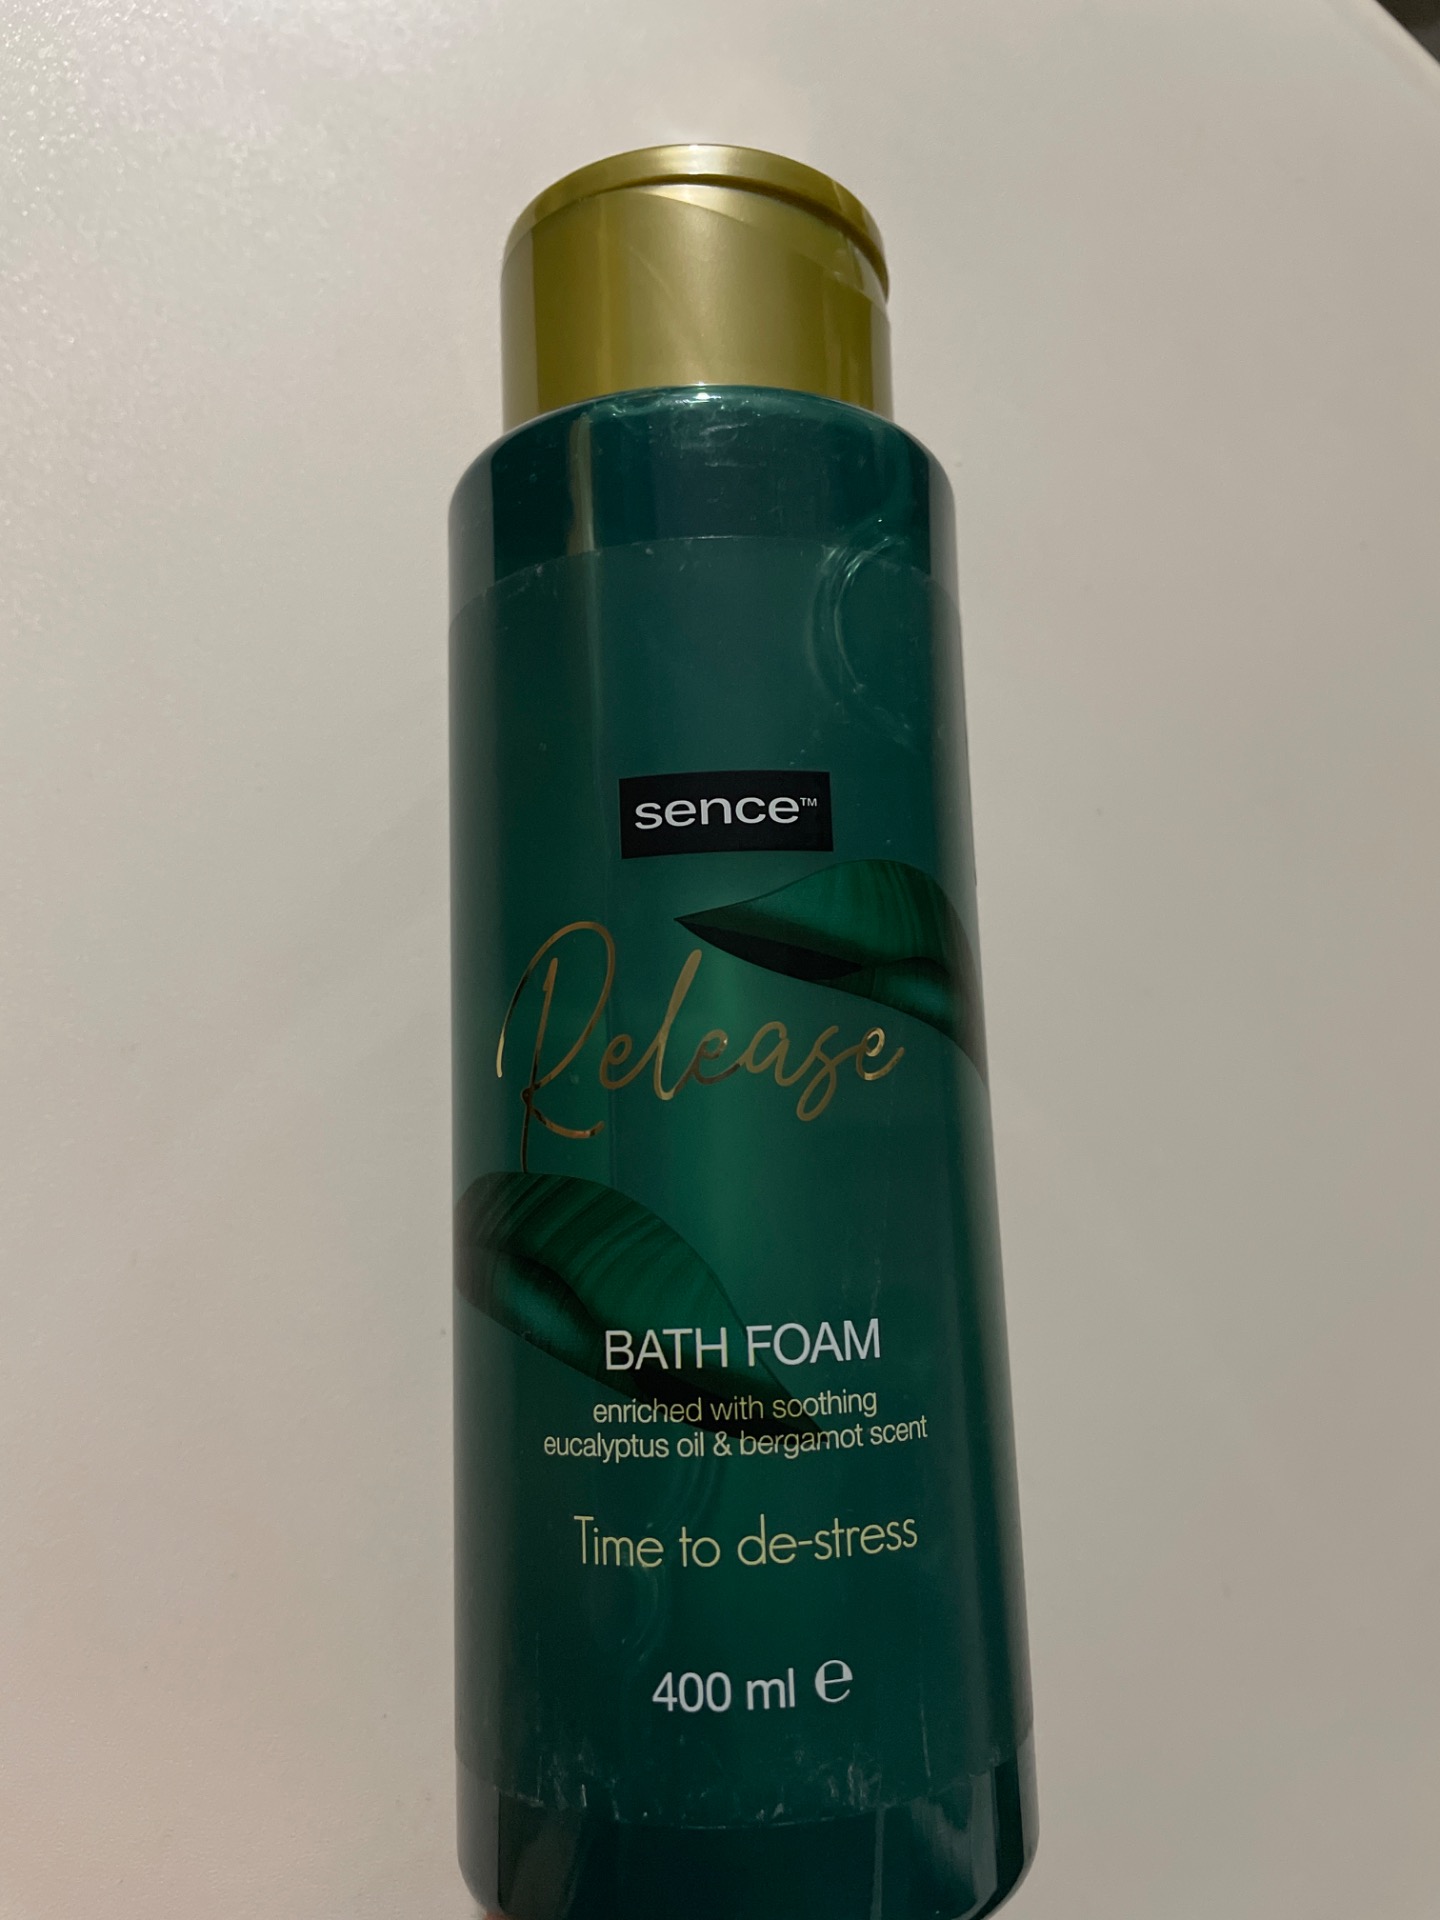 sence™
Release
BATH FOAM
enriched with soothing
eucalyptus oil & bergamot scent
Time to de-stress
400 ml ℮